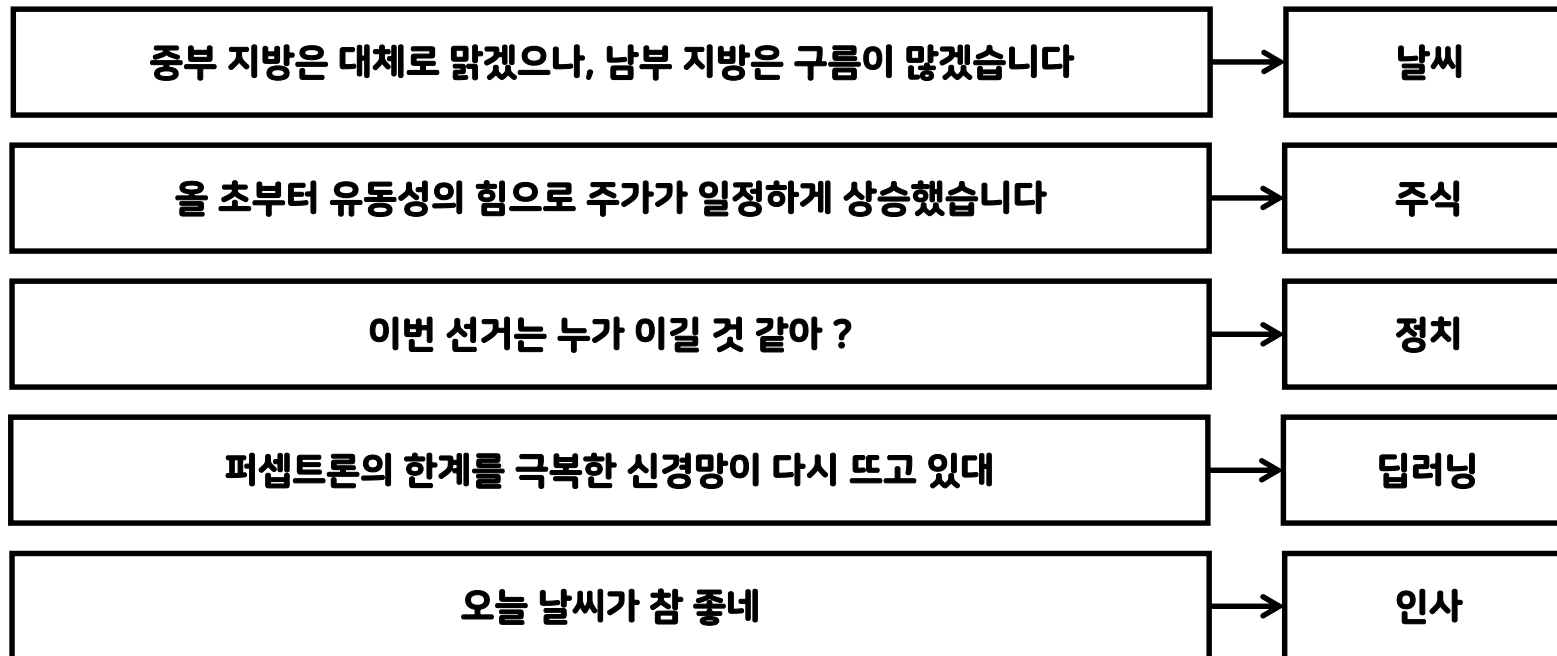 중부 지방은 대체로 맑겠으나, 남부 지방은 구름이 많겠습니다 날씨
올 초부터 유동성의 힘으로 주가가 일정하게 상승했습니다 주식
이번 선거는 누가 이길 것 같아 ? 정치
퍼셉트론의 한계를 극복한 신경망이 다시 뜨고 있대 딥러닝
오늘 날씨가 참 좋네 인사